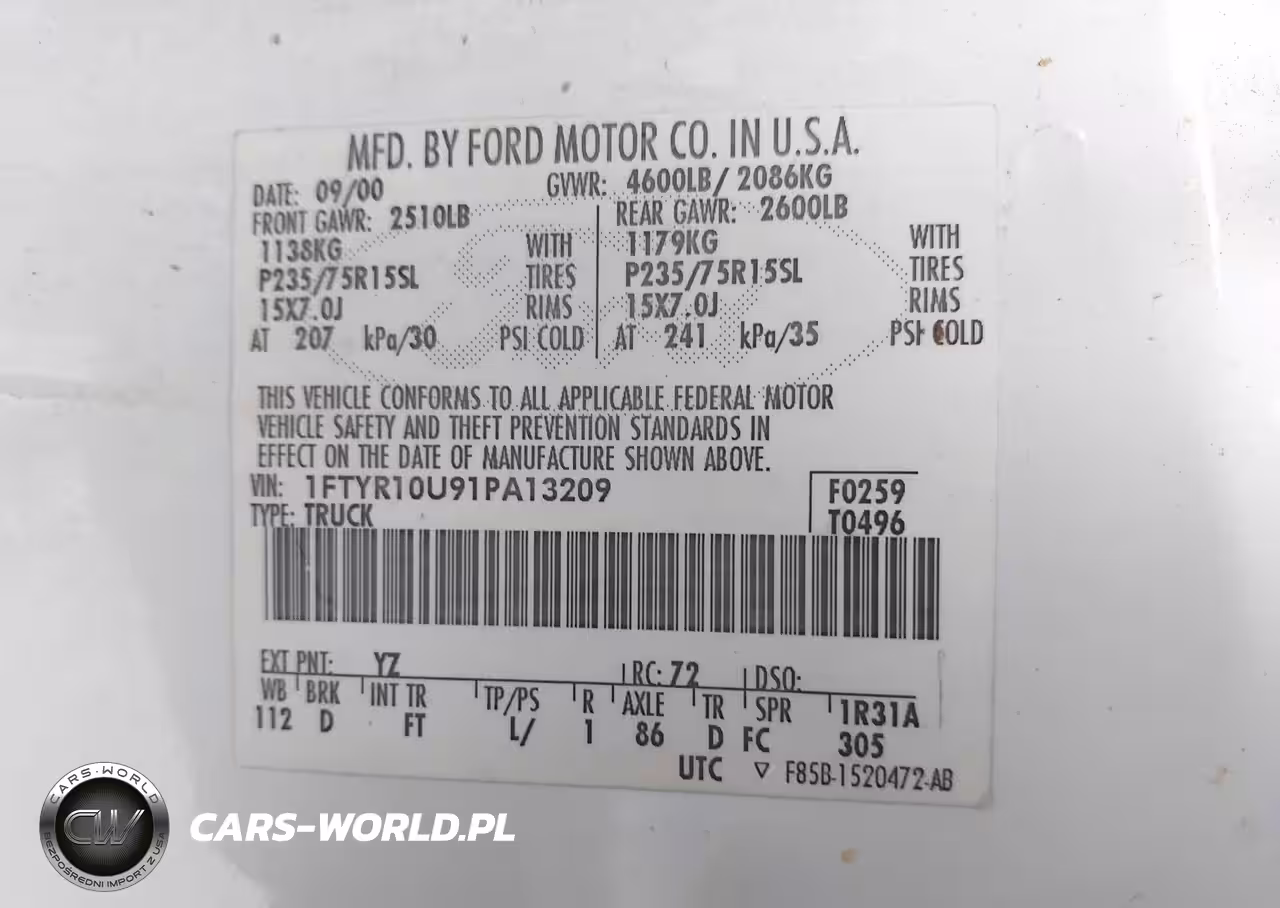 MFD. BY FORD MOTOR CO. IN U.S.A.
DATE: 09/00 GVWR: 4600LB/ 2086KG
FRONT GAWR: 2510LB REAR GAWR: 2600LB
1138KG WITH 1179KG WITH
P235/75R15SL TIRES P235/75R15SL TIRES
15X7.0J RIMS 15X7.0J RIMS
AT 207 kPa/30 PSI COLD AT 241 kPa/35 PSI COLD
THIS VEHICLE CONFORMS TO ALL APPLICABLE FEDERAL MOTOR
VEHICLE SAFETY AND THEFT PREVENTION STANDARDS IN
EFFECT ON THE DATE OF MANUFACTURE SHOWN ABOVE.
VIN: 1FTYR10U91PA13209 F0259
TYPE: TRUCK T0496
EXT PNT: YZ RC: 72 DSO:
WB BRK INT TR TP/PS R AXLE TR SPR 1R31A
112 D FT L/ 1 86 D FC 305
UTC ▽ F85B-1520472-AB
CARS-WORLD
CW
BEZPOŚREDNI IMPORT Z USA
CARS-WORLD.PL